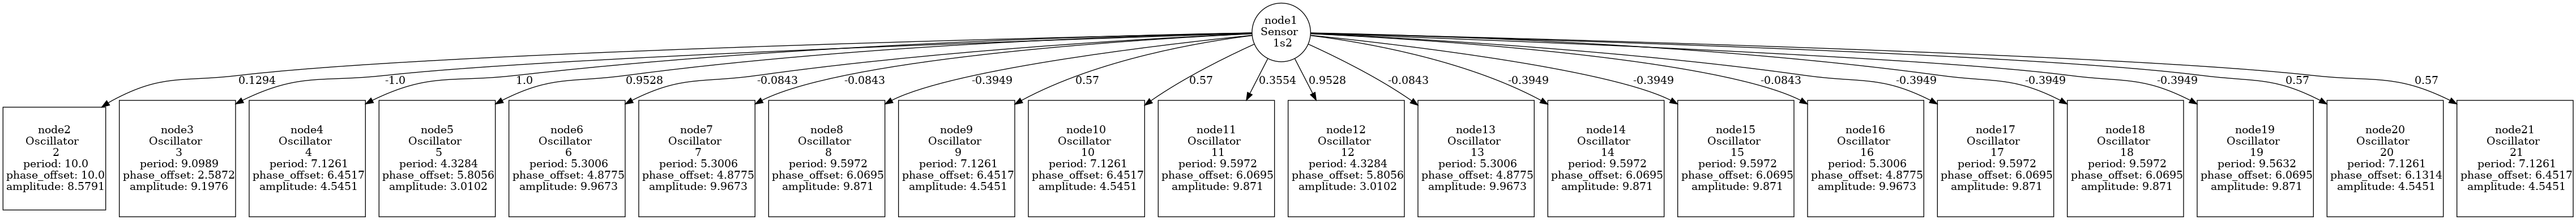 node1
Sensor
1s2
0.1294
-1.0
1.0
0.9528
-0.0843
-0.0843
-0.3949
0.57
0.57
0.3554
0.9528
-0.0843
-0.3949
-0.3949
-0.0843
-0.3949
-0.3949
-0.3949
0.57
0.57
node2
Oscillator
2
period: 10.0
phase_offset: 10.0
amplitude: 8.5791
node3
Oscillator
3
period: 9.0989
phase_offset: 2.5872
amplitude: 9.1976
node4
Oscillator
4
period: 7.1261
phase_offset: 6.4517
amplitude: 4.5451
node5
Oscillator
5
period: 4.3284
phase_offset: 5.8056
amplitude: 3.0102
node6
Oscillator
6
period: 5.3006
phase_offset: 4.8775
amplitude: 9.9673
node7
Oscillator
7
period: 5.3006
phase_offset: 4.8775
amplitude: 9.9673
node8
Oscillator
8
period: 9.5972
phase_offset: 6.0695
amplitude: 9.871
node9
Oscillator
9
period: 7.1261
phase_offset: 6.4517
amplitude: 4.5451
node10
Oscillator
10
period: 7.1261
phase_offset: 6.4517
amplitude: 4.5451
node11
Oscillator
11
period: 9.5972
phase_offset: 6.0695
amplitude: 9.871
node12
Oscillator
12
period: 4.3284
phase_offset: 5.8056
amplitude: 3.0102
node13
Oscillator
13
period: 5.3006
phase_offset: 4.8775
amplitude: 9.9673
node14
Oscillator
14
period: 9.5972
phase_offset: 6.0695
amplitude: 9.871
node15
Oscillator
15
period: 9.5972
phase_offset: 6.0695
amplitude: 9.871
node16
Oscillator
16
period: 5.3006
phase_offset: 4.8775
amplitude: 9.9673
node17
Oscillator
17
period: 9.5972
phase_offset: 6.0695
amplitude: 9.871
node18
Oscillator
18
period: 9.5972
phase_offset: 6.0695
amplitude: 9.871
node19
Oscillator
19
period: 9.5632
phase_offset: 6.0695
amplitude: 9.871
node20
Oscillator
20
period: 7.1261
phase_offset: 6.1314
amplitude: 4.5451
node21
Oscillator
21
period: 7.1261
phase_offset: 6.4517
amplitude: 4.5451